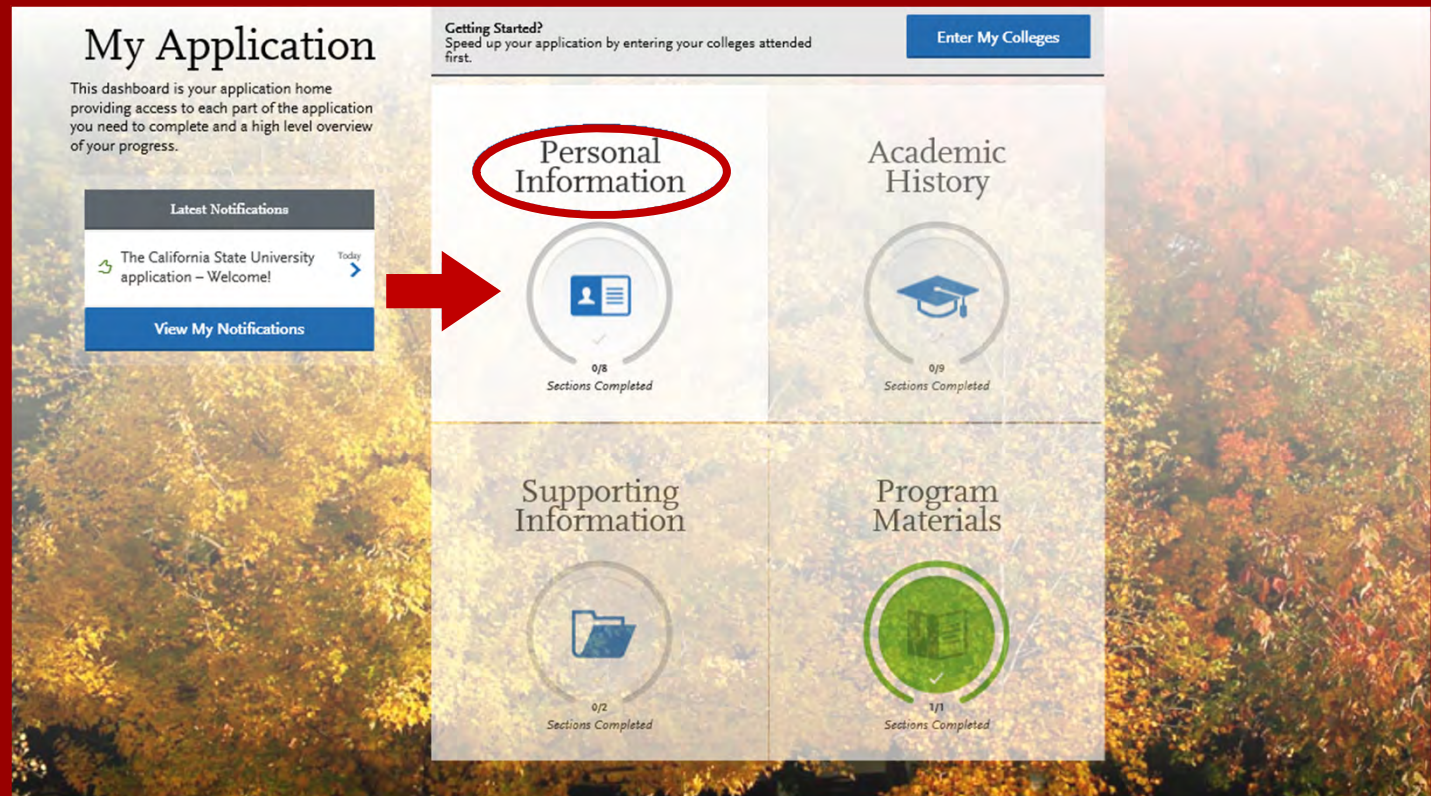 My Application
This dashboard is your application home
providing access to each part of the application
you need to complete and a high level overview
of your progress.
Latest Notifications
The California State University
application – Welcome!
Today
View My Notifications
Getting Started?
Speed up your application by entering your colleges attended
first.
Enter My Colleges
Personal
Information
0/8
Sections Completed
Academic
History
0/9
Sections Completed
Supporting
Information
0/2
Sections Completed
Program
Materials
1/1
Sections Completed